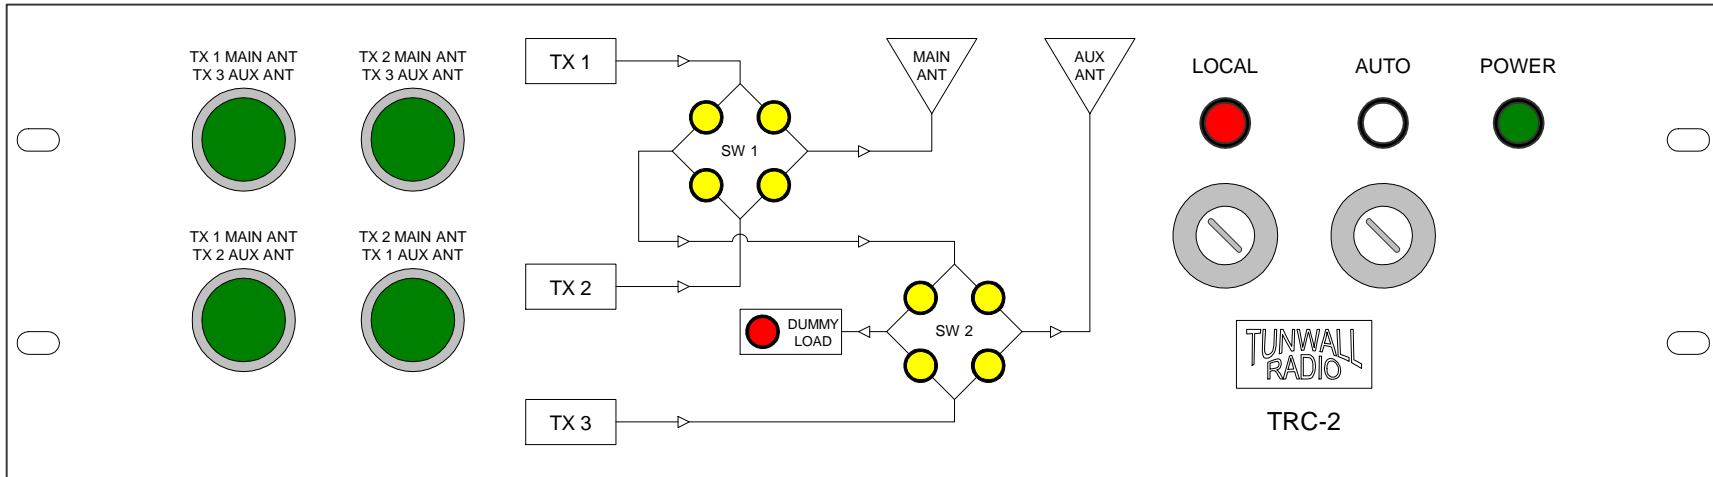 TX 1 MAIN ANT
TX 3 AUX ANT
TX 2 MAIN ANT
TX 3 AUX ANT
TX 1 MAIN ANT
TX 2 AUX ANT
TX 2 MAIN ANT
TX 1 AUX ANT
TX 1
MAIN
ANT
AUX
ANT
SW 1
TX 2
DUMMY
LOAD
SW 2
TX 3
LOCAL
AUTO
POWER
TUNWALL
RADIO
TRC-2